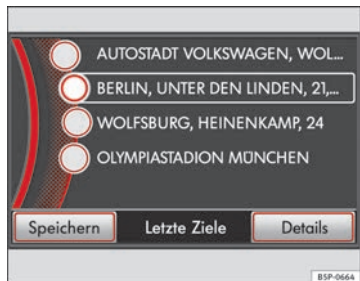 AUTOSTADT VOLKSWAGEN, WOL...
BERLIN, UNTER DEN LINDEN, 21,...
WOLFSBURG, HEINENKAMP, 24
OLYMPIASTADION MÜNCHEN
Speichern Letzte Ziele Details
BSP-0664